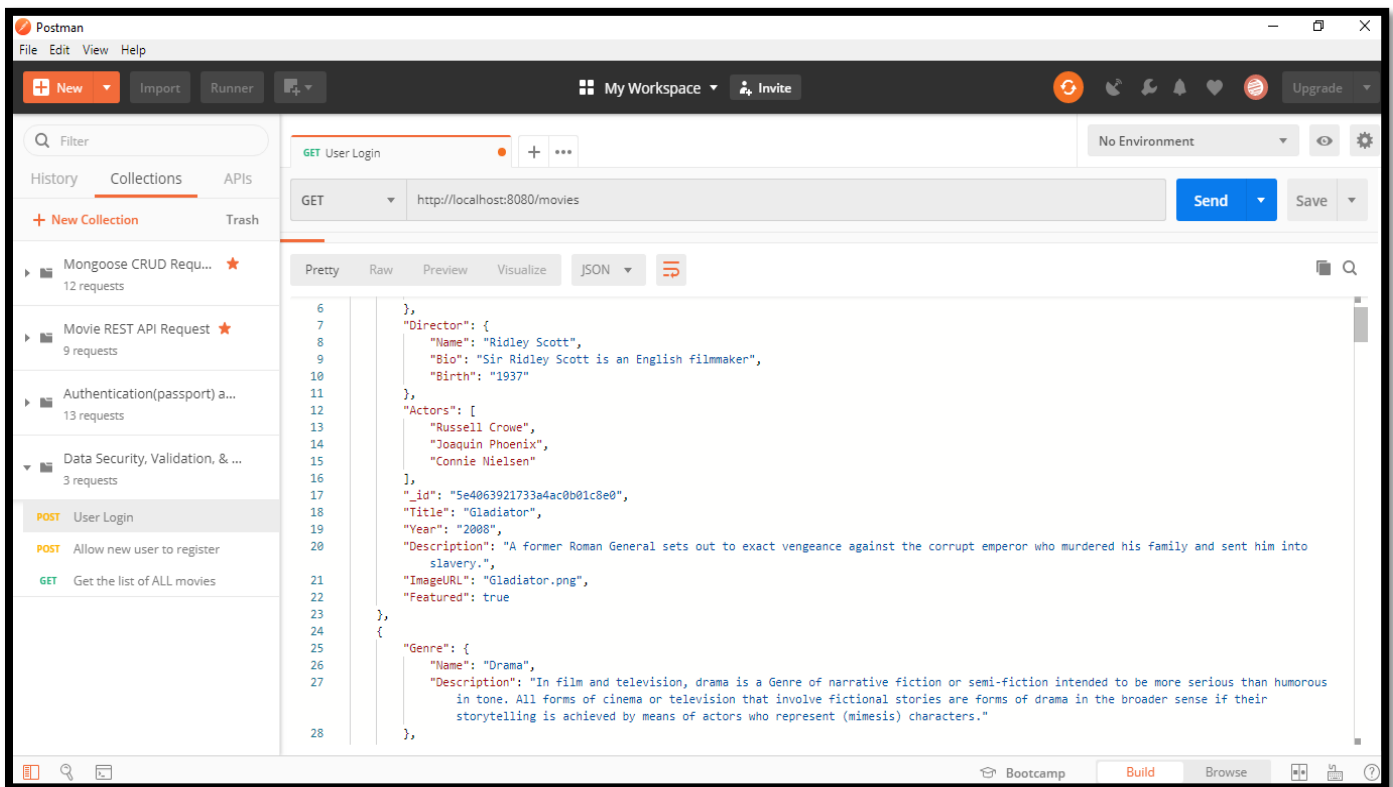 Postman
File Edit View Help
New Import Runner My Workspace Invite Upgrade
Filter
History Collections APIs
+ New Collection Trash
Mongoose CRUD Requ...
12 requests
Movie REST API Request
9 requests
Authentication(passport) a...
13 requests
Data Security, Validation, & ...
3 requests
POST User Login
POST Allow new user to register
GET Get the list of ALL movies
GET User Login + ••• No Environment
GET http://localhost:8080/movies Send Save
Pretty Raw Preview Visualize JSON
6 },
7 "Director": {
8 "Name": "Ridley Scott",
9 "Bio": "Sir Ridley Scott is an English filmmaker",
10 "Birth": "1937"
11 },
12 "Actors": [
13 "Russell Crowe",
14 "Joaquin Phoenix",
15 "Connie Nielsen"
16 ],
17 "_id": "5e4063921733a4ac0b01c8e0",
18 "Title": "Gladiator",
19 "Year": "2008",
20 "Description": "A former Roman General sets out to exact vengeance against the corrupt emperor who murdered his family and sent him into
slavery.",
21 "ImageURL": "Gladiator.png",
22 "Featured": true
23 },
24 {
25 "Genre": {
26 "Name": "Drama",
27 "Description": "In film and television, drama is a Genre of narrative fiction or semi-fiction intended to be more serious than humorous
in tone. All forms of cinema or television that involve fictional stories are forms of drama in the broader sense if their
storytelling is achieved by means of actors who represent (mimesis) characters."
28 },
Bootcamp Build Browse